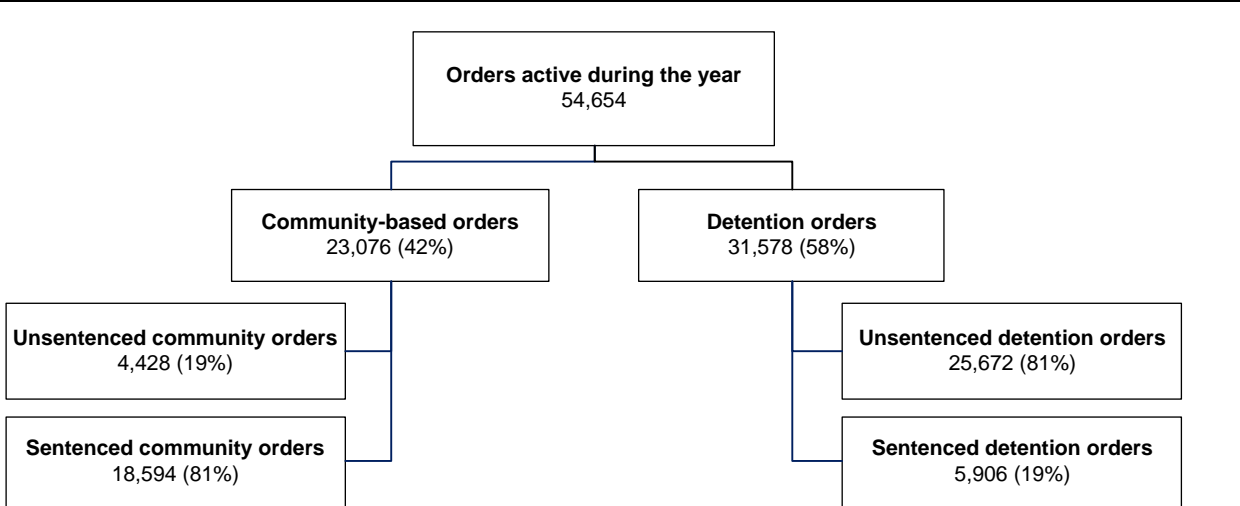 Orders active during the year
54,654
Community-based orders
23,076 (42%)
Detention orders
31,578 (58%)
Unsentenced community orders
4,428 (19%)
Unsentenced detention orders
25,672 (81%)
Sentenced community orders
18,594 (81%)
Sentenced detention orders
5,906 (19%)